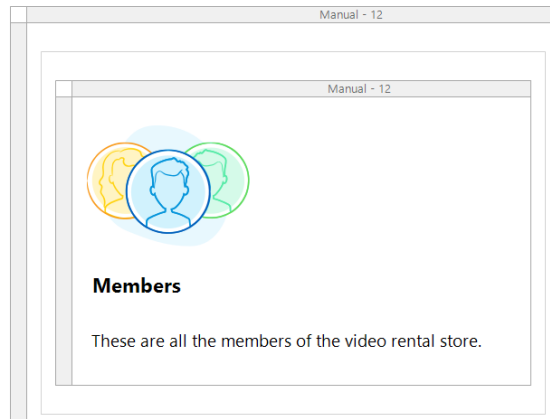 Manual - 12
Manual - 12
Members
These are all the members of the video rental store.